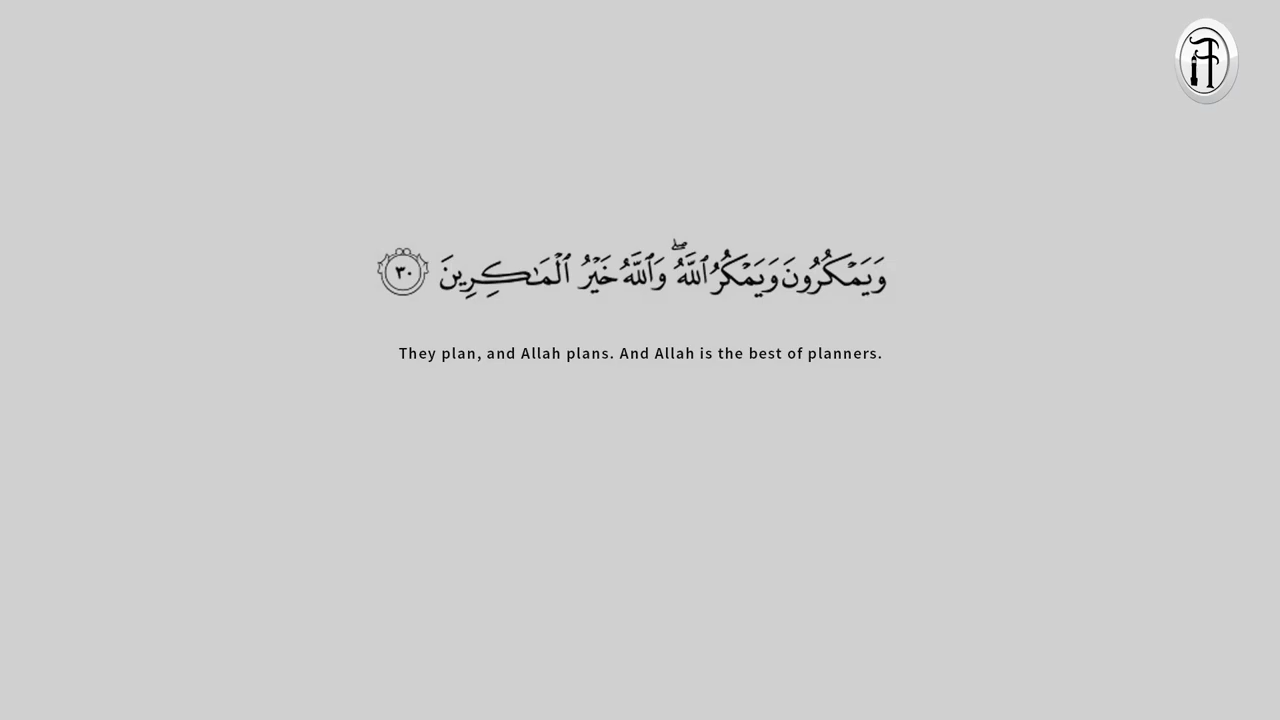 وَيَمْكُرُونَ وَيَمْكُرُ ٱللَّهُ ۖ وَٱللَّهُ خَيْرُ ٱلْمَـٰكِرِينَ ٣٠
They plan, and Allah plans. And Allah is the best of planners.